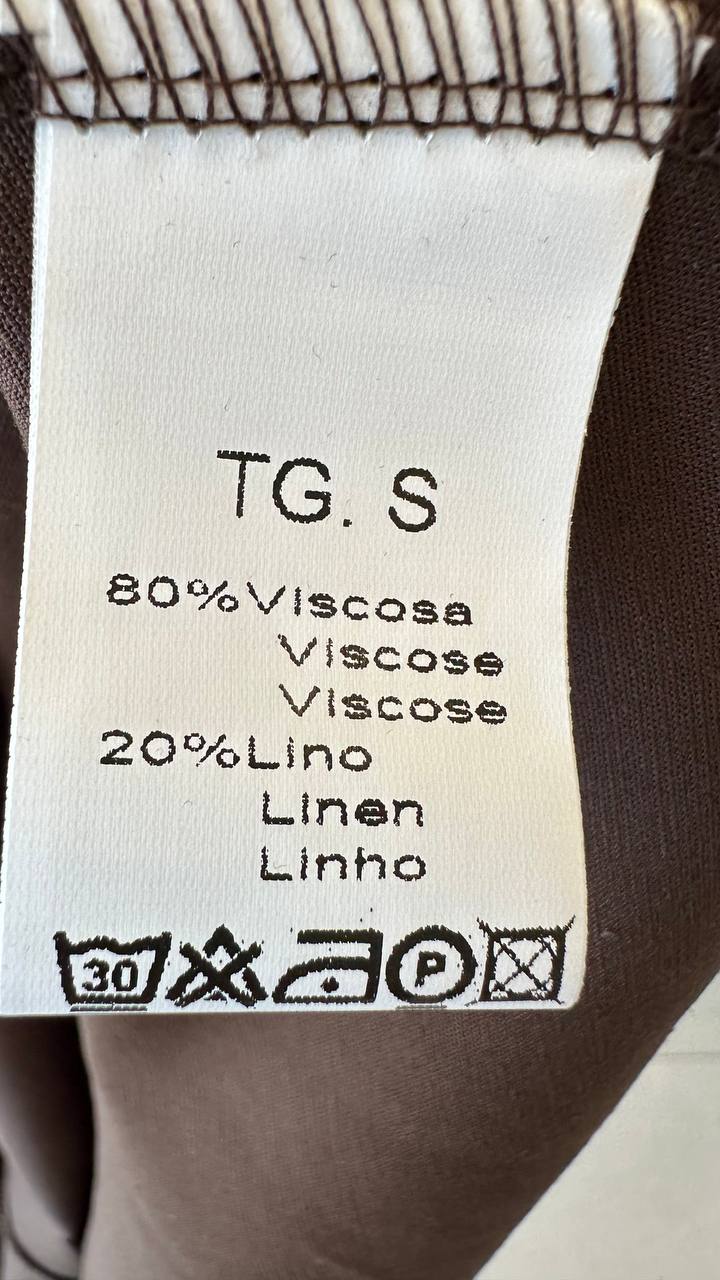 TG. S
80%Viscosa
Viscose
Viscose
20%Lino
Linen
Linho
30 P